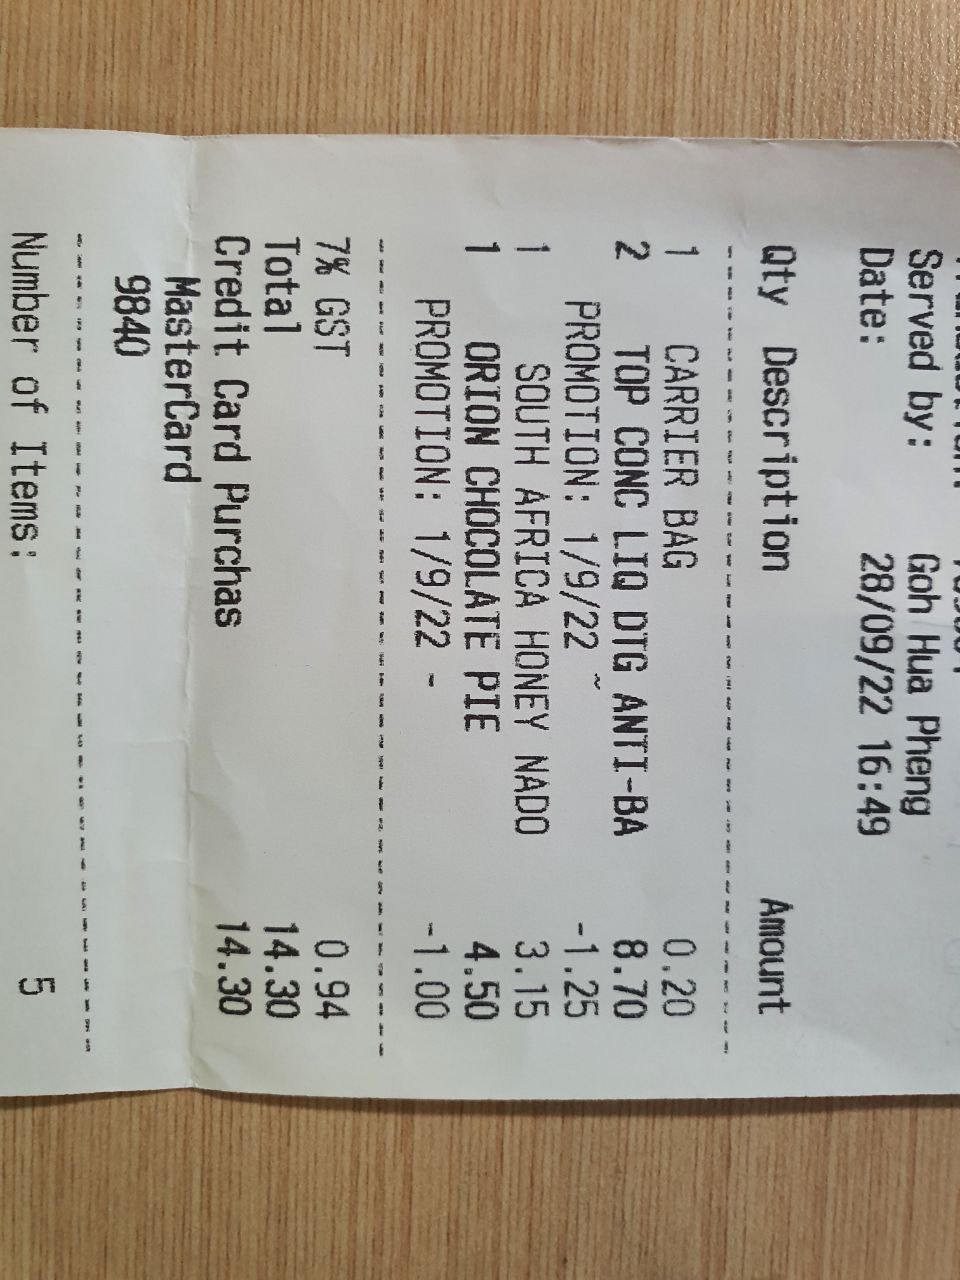 Served by: Goh Hua Pheng
Date: 28/09/22 16:49
Qty Description Amount
1 CARRIER BAG 0.20
2 TOP CONC LIQ DTG ANTI-BA 8.70
PROMOTION: 1/9/22 ~ -1.25
1 SOUTH AFRICA HONEY NADO 3.15
1 ORION CHOCOLATE PIE 4.50
PROMOTION: 1/9/22 - -1.00
7% GST 0.94
Total 14.30
Credit Card Purchas 14.30
MasterCard
9840
Number of Items: 5